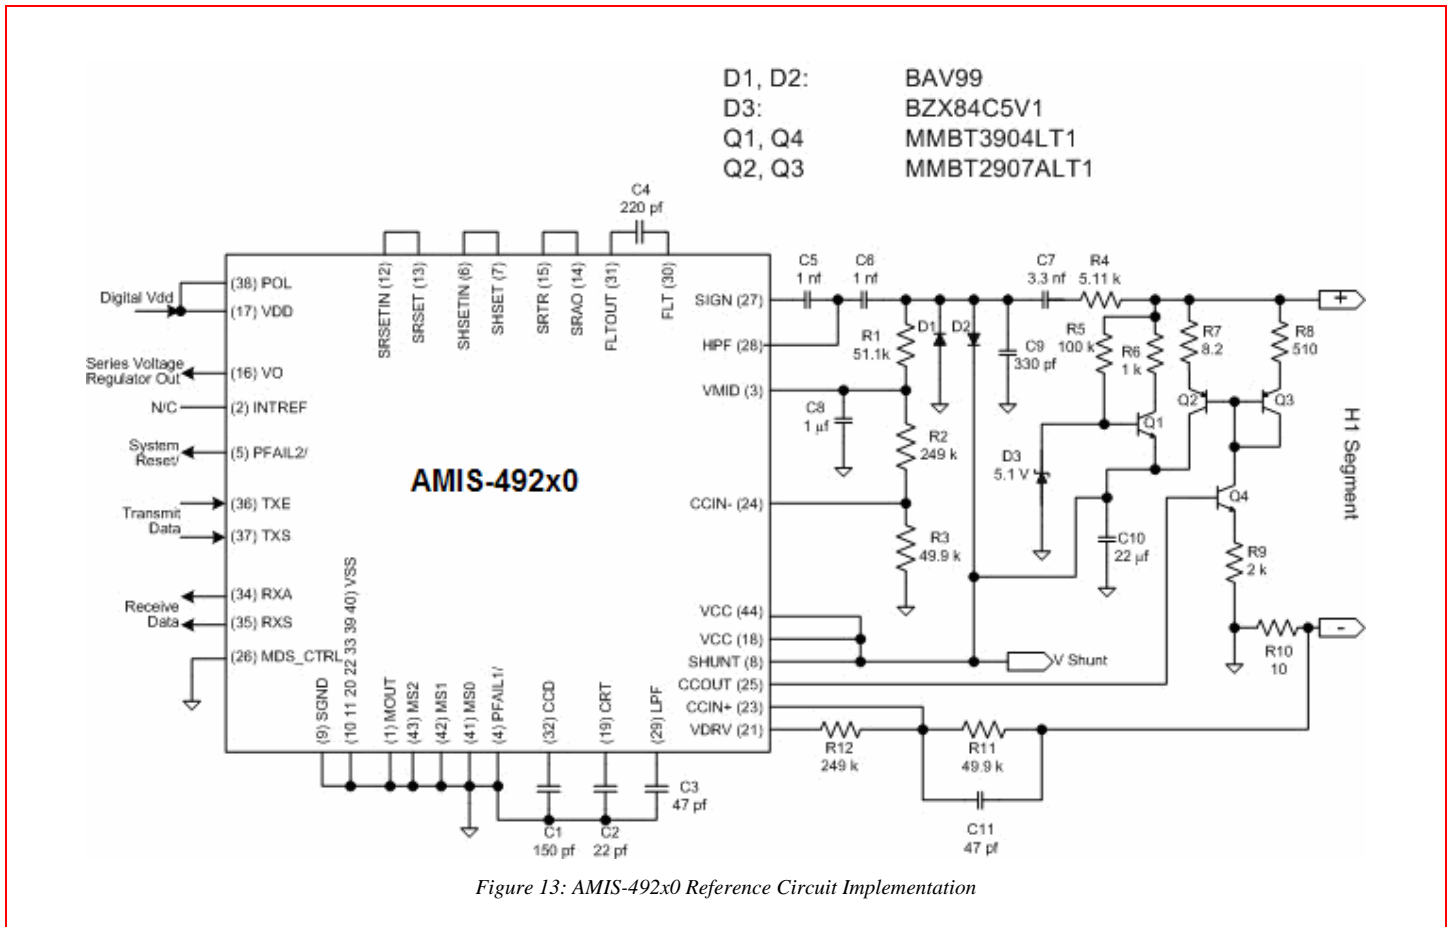 D1, D2: BAV99
D3: BZX84C5V1
Q1, Q4 MMBT3904LT1
Q2, Q3 MMBT2907ALT1
C4
220 pf
SRSETIN (12)
SRSET (13)
SHSETIN (6)
SHSET (7)
SRTR (15)
SRAO (14)
FLTOUT (31)
FLT (30)
Digital Vdd
(38) POL
(17) VDD
Series Voltage
Regulator Out
(16) VO
N/C
(2) INTREF
System
Reset/
(5) PFAIL2/
Transmit
Data
(36) TXE
(37) TXS
Receive
Data
(34) RXA
(35) RXS
(26) MDS_CTRL
AMIS-492x0
SIGN (27)
HPF (28)
VMID (3)
CCIN- (24)
VCC (44)
VCC (18)
SHUNT (8)
CCOUT (25)
CCIN+ (23)
VDRV (21)
(9) SGND
(10 11 20 22 33 39 40) VSS
(1) MOUT
(43) MS2
(42) MS1
(41) MS0
(4) PFAIL1/
(32) CCD
(19) CRT
(29) LPF
C1
150 pf
C2
22 pf
C3
47 pf
C5
1 nf
C6
1 nf
C7
3.3 nf
R4
5.11 k
R1
51.1k
D1
D2
C9
330 pf
R5
100 k
R6
1 k
R7
8.2
R8
510
C8
1 µf
R2
249 k
R3
49.9 k
D3
5.1 V
Q1
Q2
Q3
Q4
C10
22 µf
R9
2 k
R10
10
+
-
H1 Segment
V Shunt
R12
249 k
R11
49.9 k
C11
47 pf
Figure 13: AMIS-492x0 Reference Circuit Implementation